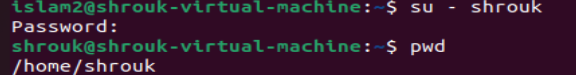 islam2@shrouk-virtual-machine:~$ su - shrouk
Password:
shrouk@shrouk-virtual-machine:~$ pwd
/home/shrouk